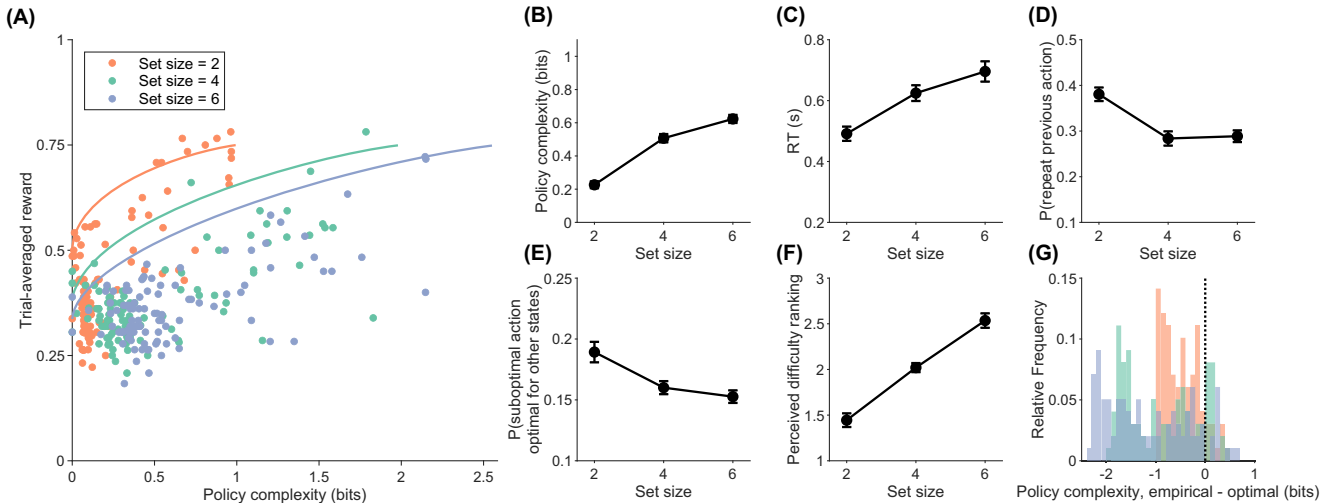 (A)
Trial-averaged reward
1
0.75
0.5
0.25
0
Set size = 2
Set size = 4
Set size = 6
0
0.5
1
1.5
2
2.5
Policy complexity (bits)
(B)
Policy complexity (bits)
1
0.8
0.6
0.4
0.2
0
2
4
6
Set size
(C)
RT (s)
0.8
0.6
0.4
0.2
2
4
6
Set size
(D)
P(repeat previous action)
0.5
0.4
0.3
0.2
0.1
2
4
6
Set size
(E)
P(suboptimal action
optimal for other states)
0.25
0.2
0.15
0.1
2
4
6
Set size
(F)
Perceived difficulty ranking
3
2.5
2
1.5
1
2
4
6
Set size
(G)
Relative Frequency
0.15
0.1
0.05
0
-2
-1
0
1
Policy complexity, empirical - optimal (bits)